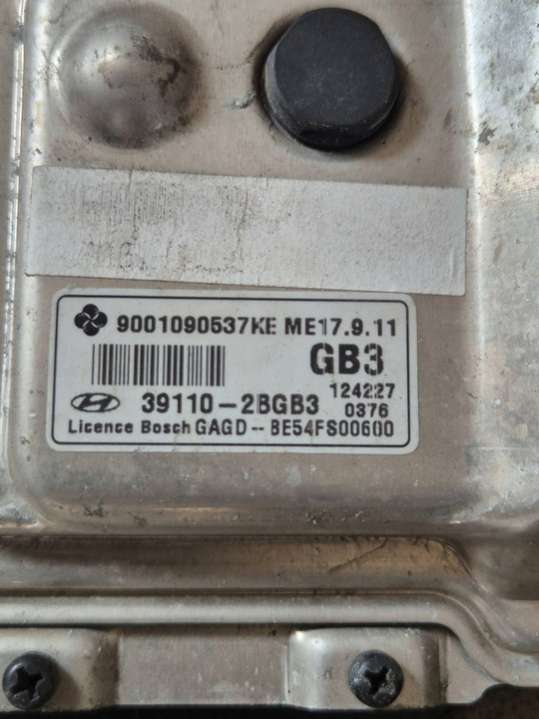 9001090537KE ME17.9.11
GB3
124227
39110-2BGB3 0376
Licence Bosch GAGD-- BE54FS00600